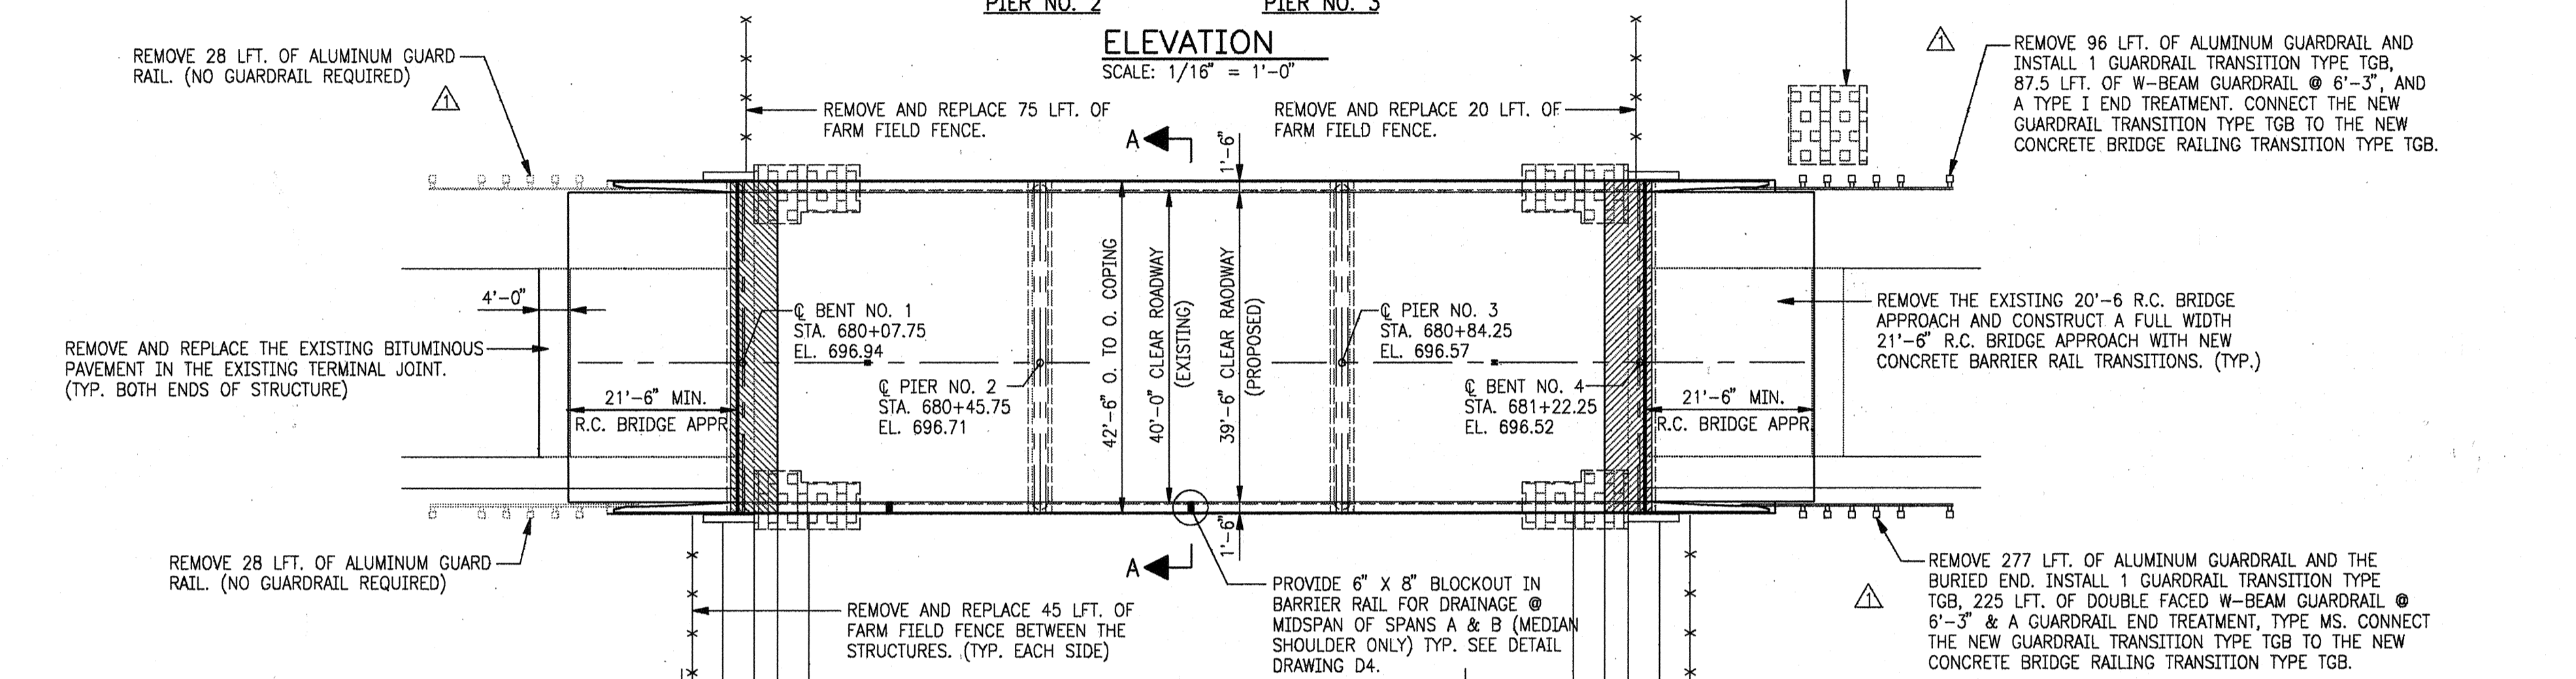 PIER NO. 2
PIER NO. 3
ELEVATION
SCALE: 1/16" = 1'-0"
REMOVE 28 LFT. OF ALUMINUM GUARD
RAIL. (NO GUARDRAIL REQUIRED)
1
REMOVE AND REPLACE 75 LFT. OF
FARM FIELD FENCE.
REMOVE AND REPLACE 20 LFT. OF
FARM FIELD FENCE.
1
REMOVE 96 LFT. OF ALUMINUM GUARDRAIL AND
INSTALL 1 GUARDRAIL TRANSITION TYPE TGB,
87.5 LFT. OF W-BEAM GUARDRAIL @ 6'-3", AND
A TYPE I END TREATMENT. CONNECT THE NEW
GUARDRAIL TRANSITION TYPE TGB TO THE NEW
CONCRETE BRIDGE RAILING TRANSITION TYPE TGB.
A
1'-6"
4'-0"
REMOVE AND REPLACE THE EXISTING BITUMINOUS
PAVEMENT IN THE EXISTING TERMINAL JOINT.
(TYP. BOTH ENDS OF STRUCTURE)
21'-6" MIN.
R.C. BRIDGE APPR
℄ BENT NO. 1
STA. 680+07.75
EL. 696.94
℄ PIER NO. 2
STA. 680+45.75
EL. 696.71
42'-6" O. TO O. COPING
40'-0" CLEAR ROADWAY
(EXISTING)
39'-6" CLEAR RAODWAY
(PROPOSED)
℄ PIER NO. 3
STA. 680+84.25
EL. 696.57
℄ BENT NO. 4
STA. 681+22.25
EL. 696.52
21'-6" MIN.
R.C. BRIDGE APPR.
REMOVE THE EXISTING 20'-6 R.C. BRIDGE
APPROACH AND CONSTRUCT A FULL WIDTH
21'-6" R.C. BRIDGE APPROACH WITH NEW
CONCRETE BARRIER RAIL TRANSITIONS. (TYP.)
REMOVE 28 LFT. OF ALUMINUM GUARD
RAIL. (NO GUARDRAIL REQUIRED)
A
1'-6"
REMOVE AND REPLACE 45 LFT. OF
FARM FIELD FENCE BETWEEN THE
STRUCTURES. (TYP. EACH SIDE)
PROVIDE 6" X 8" BLOCKOUT IN
BARRIER RAIL FOR DRAINAGE @
MIDSPAN OF SPANS A & B (MEDIAN
SHOULDER ONLY) TYP. SEE DETAIL
DRAWING D4.
1
REMOVE 277 LFT. OF ALUMINUM GUARDRAIL AND THE
BURIED END. INSTALL 1 GUARDRAIL TRANSITION TYPE
TGB, 225 LFT. OF DOUBLE FACED W-BEAM GUARDRAIL @
6'-3" & A GUARDRAIL END TREATMENT, TYPE MS. CONNECT
THE NEW GUARDRAIL TRANSITION TYPE TGB TO THE NEW
CONCRETE BRIDGE RAILING TRANSITION TYPE TGB.